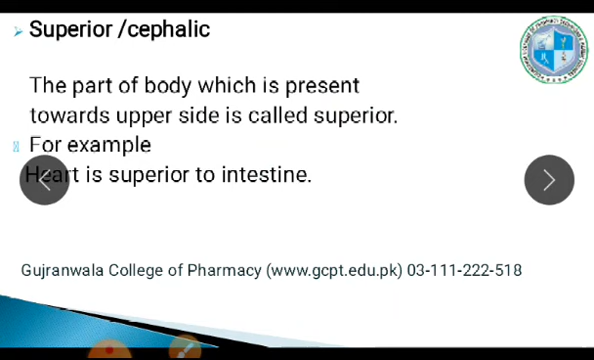 Superior /cephalic
The part of body which is present
towards upper side is called superior.
For example
Heart is superior to intestine.
Gujranwala College of Pharmacy (www.gcpt.edu.pk) 03-111-222-518